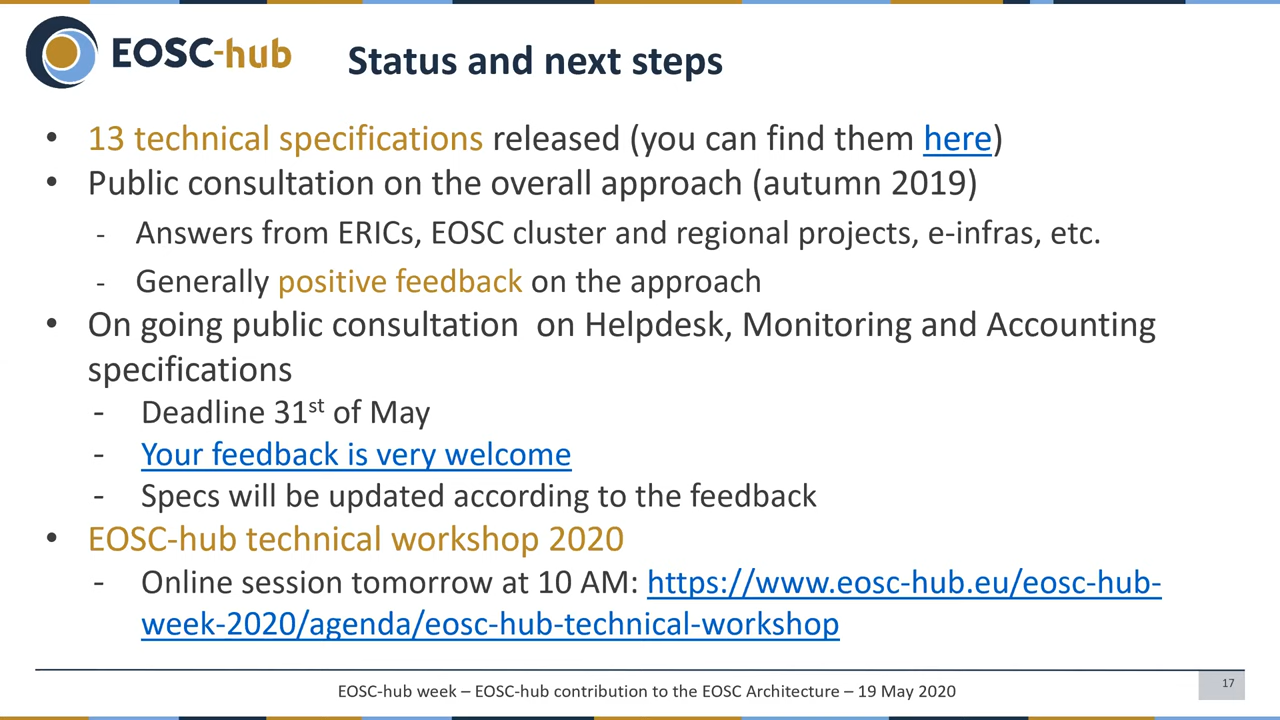 EOSC-hub
Status and next steps
• 13 technical specifications released (you can find them here)
• Public consultation on the overall approach (autumn 2019)
- Answers from ERICs, EOSC cluster and regional projects, e-infras, etc.
- Generally positive feedback on the approach
• On going public consultation  on Helpdesk, Monitoring and Accounting
specifications
- Deadline 31st of May
- Your feedback is very welcome
- Specs will be updated according to the feedback
• EOSC-hub technical workshop 2020
- Online session tomorrow at 10 AM: https://www.eosc-hub.eu/eosc-hub-
week-2020/agenda/eosc-hub-technical-workshop
EOSC-hub week – EOSC-hub contribution to the EOSC Architecture – 19 May 2020
17